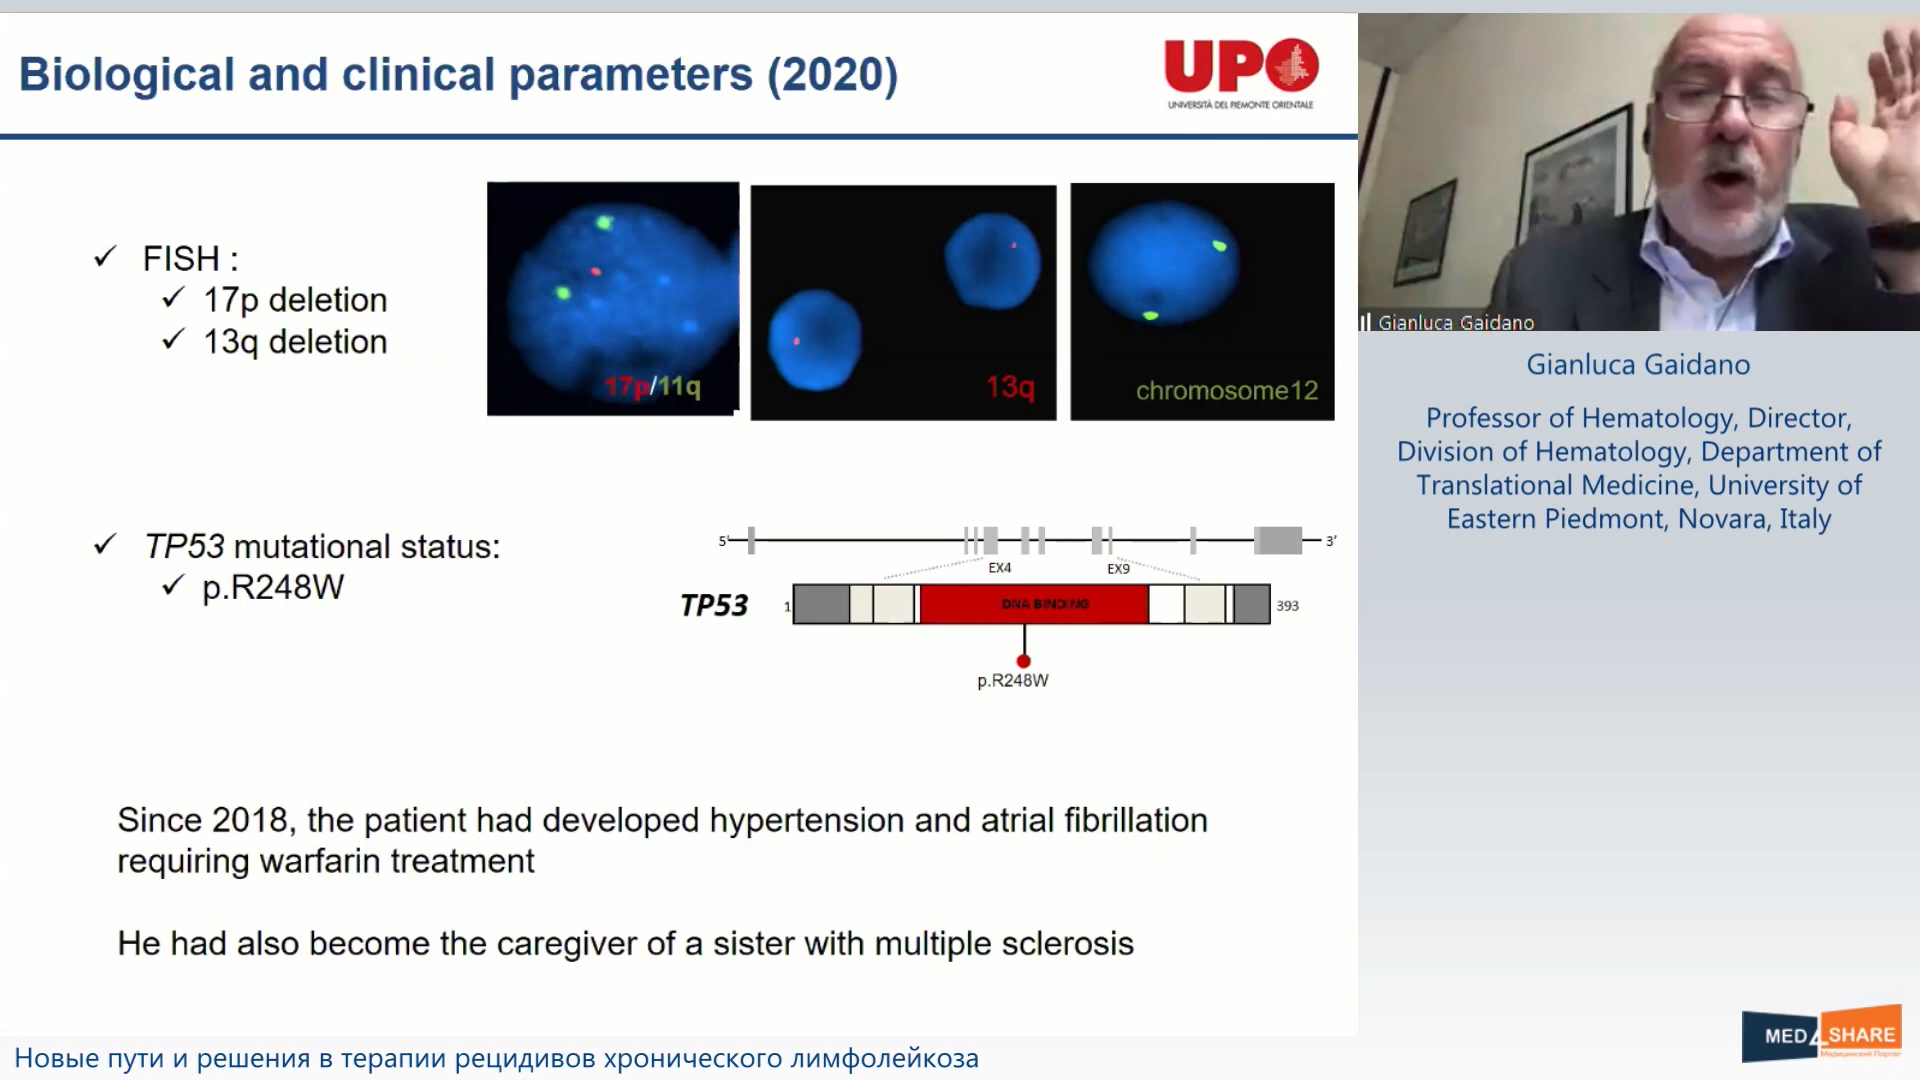 Biological and clinical parameters (2020)
UPO
UNIVERSITÀ DEL PIEMONTE ORIENTALE
✓ FISH :
✓ 17p deletion
✓ 13q deletion
17p/11q
13q
chromosome12
✓ TP53 mutational status:
✓ p.R248W
5'
3'
EX4
EX9
TP53
1
DNA BINDING
393
p.R248W
Since 2018, the patient had developed hypertension and atrial fibrillation
requiring warfarin treatment
He had also become the caregiver of a sister with multiple sclerosis
Gianluca Gaidano
Gianluca Gaidano
Professor of Hematology, Director,
Division of Hematology, Department of
Translational Medicine, University of
Eastern Piedmont, Novara, Italy
MED4SHARE
Медицинский Портал
Новые пути и решения в терапии рецидивов хронического лимфолейкоза